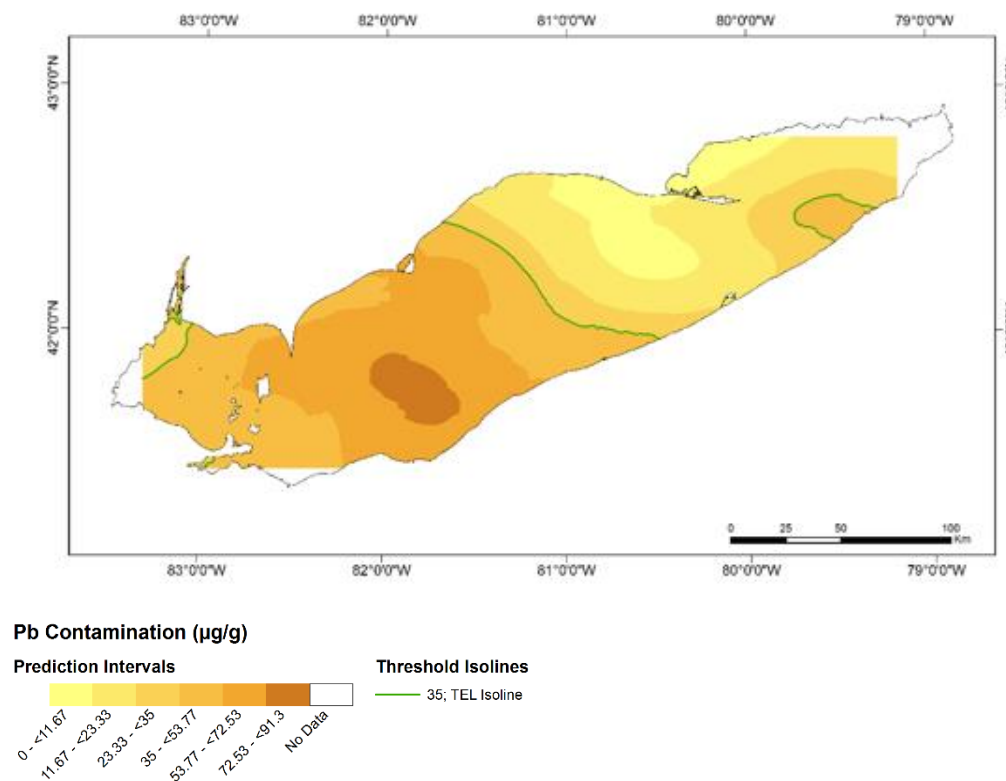 83°0'0"W 82°0'0"W 81°0'0"W 80°0'0"W 79°0'0"W
43°0'0"N
42°0'0"N
0 25 50 100
Km
83°0'0"W 82°0'0"W 81°0'0"W 80°0'0"W 79°0'0"W
Pb Contamination (µg/g)
Prediction Intervals
0 - <11.67
11.67 - <23.33
23.33 - <35
35 - <53.77
53.77 - <72.53
72.53 - <91.3
No Data
Threshold Isolines
35; TEL Isoline